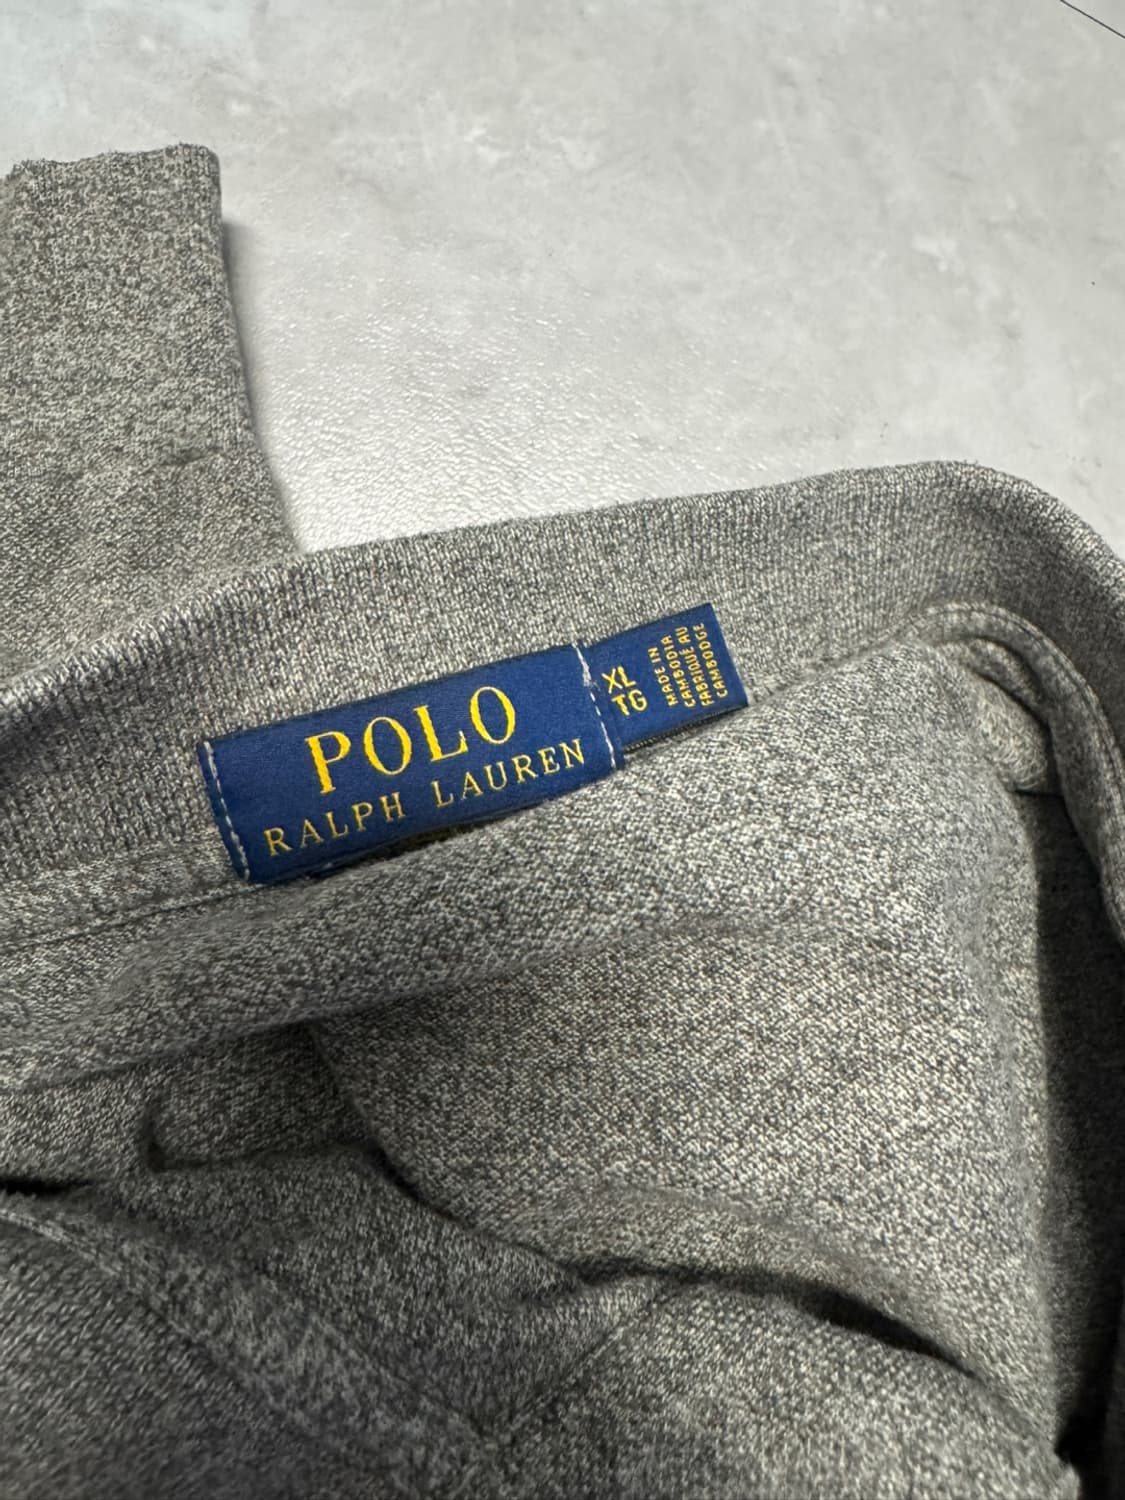 POLO
RALPH LAUREN
XL
TG
MADE IN
CAMBODIA
FABRIQUÉ AU
CAMBODGE